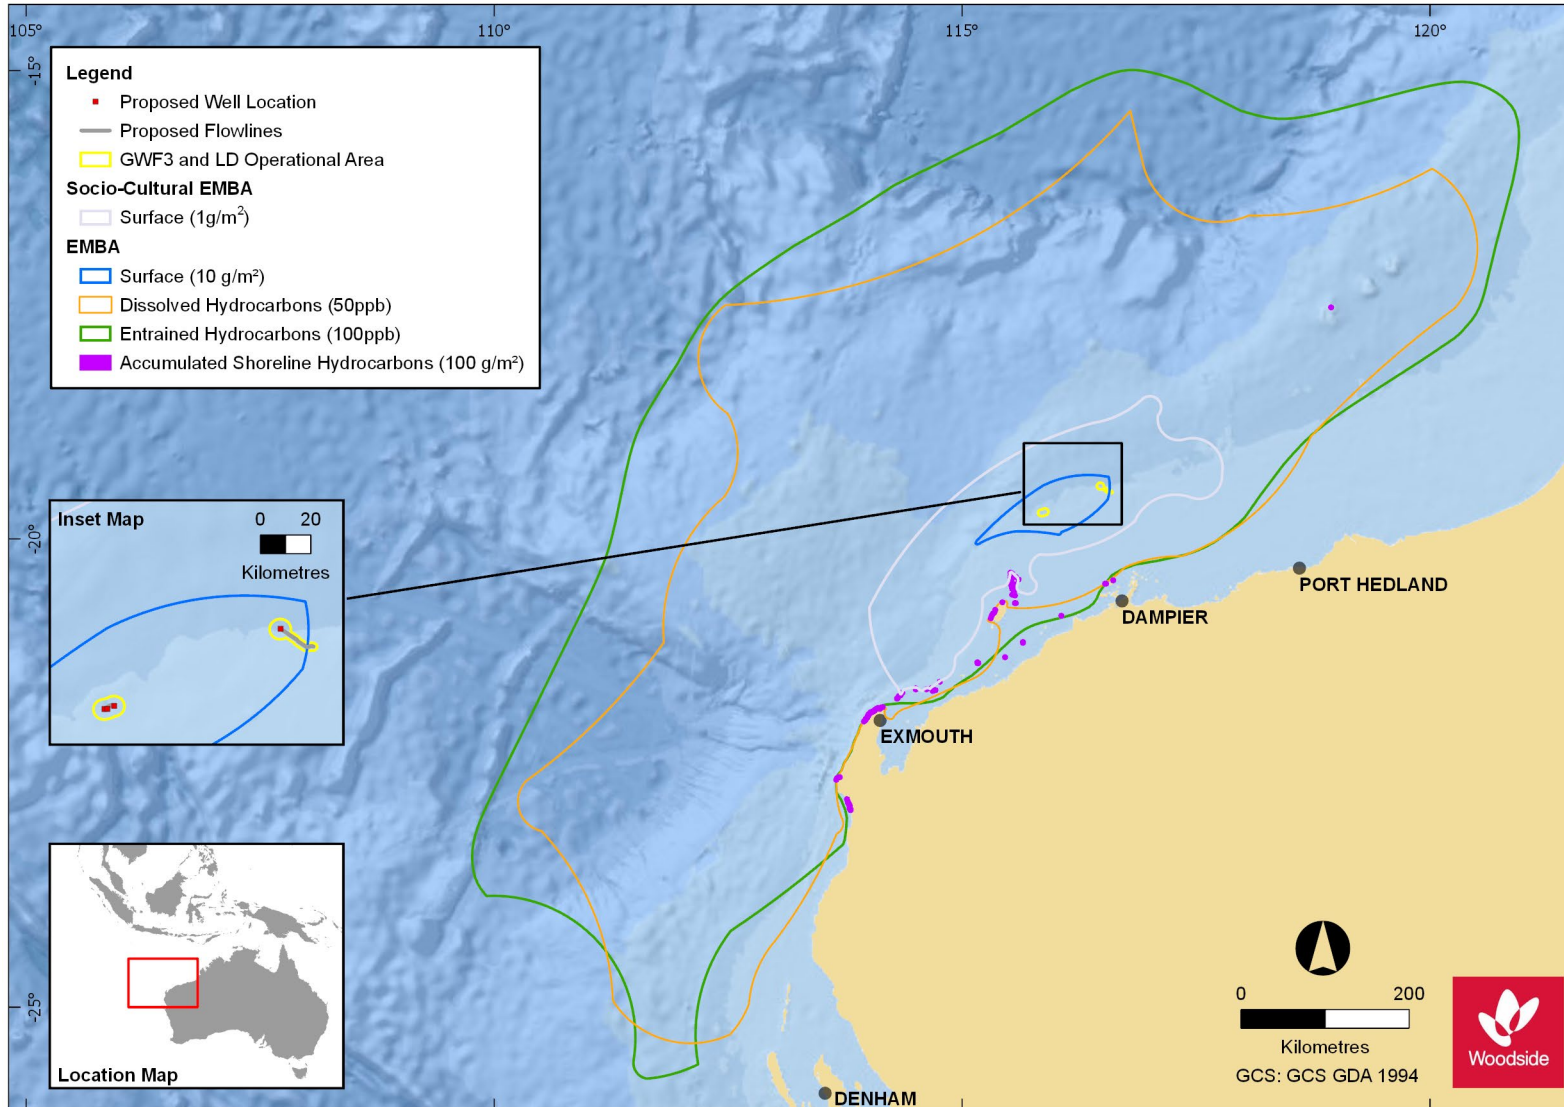 105°
110°
115°
120°
-15°
-20°
-25°
Legend
Proposed Well Location
Proposed Flowlines
GWF3 and LD Operational Area
Socio-Cultural EMBA
Surface (1g/m²)
EMBA
Surface (10 g/m²)
Dissolved Hydrocarbons (50ppb)
Entrained Hydrocarbons (100ppb)
Accumulated Shoreline Hydrocarbons (100 g/m²)
Inset Map
0 20
Kilometres
PORT HEDLAND
DAMPIER
EXMOUTH
DENHAM
Location Map
0 200
Kilometres
GCS: GCS GDA 1994
Woodside